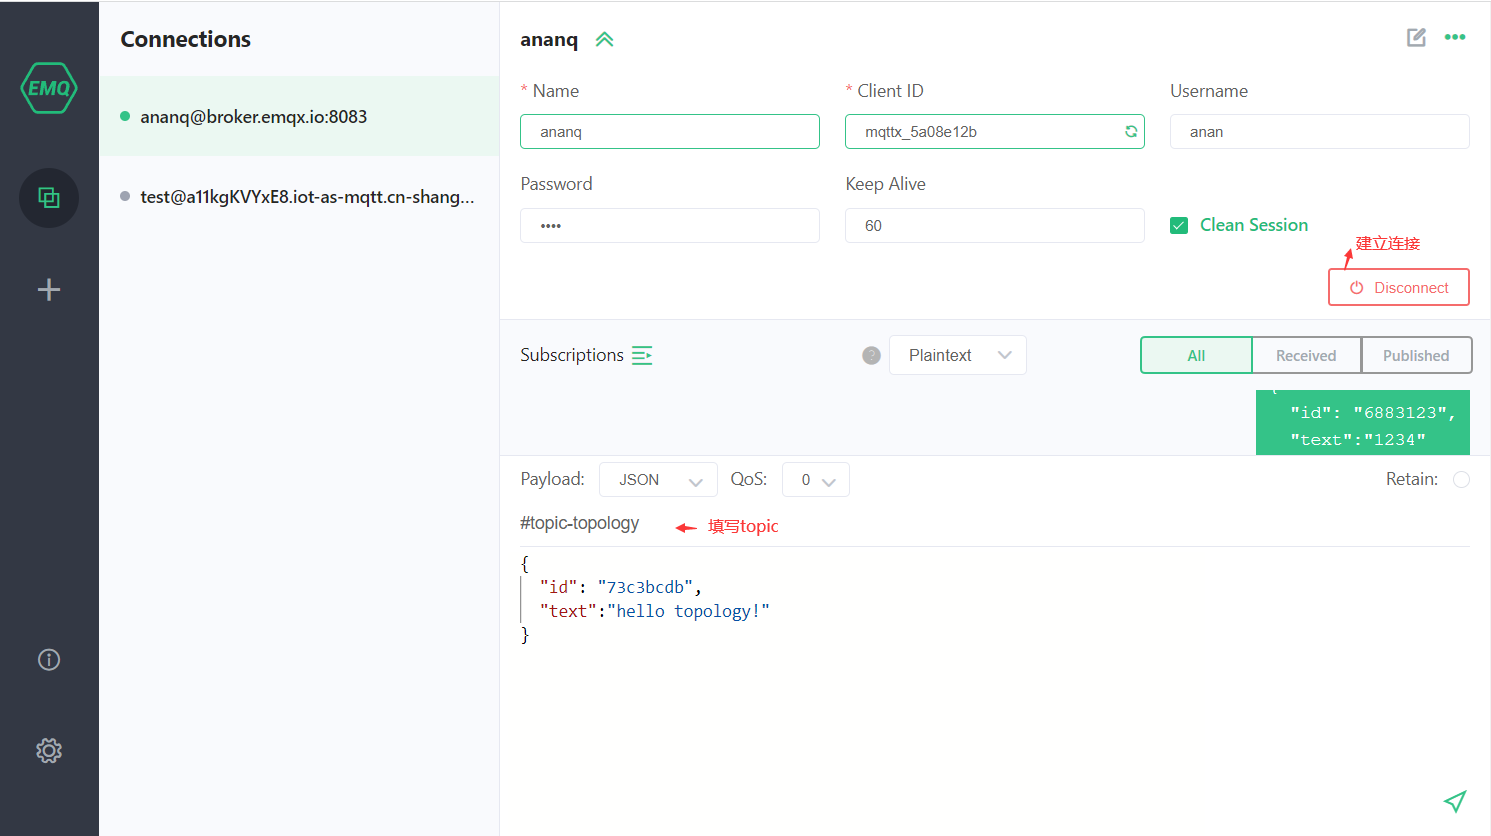 EMQ
Connections
ananq@broker.emqx.io:8083
test@a11kgKVYxE8.iot-as-mqtt.cn-shang...
ananq
* Name
* Client ID
Username
ananq
mqttx_5a08e12b
anan
Password
Keep Alive
••••
60
Clean Session
建立连接
Disconnect
Subscriptions
?
Plaintext
All
Received
Published
"id": "6883123",
"text":"1234"
Payload:
JSON
QoS:
0
Retain:
#topic-topology
填写topic
{
"id": "73c3bcdb",
"text":"hello topology!"
}